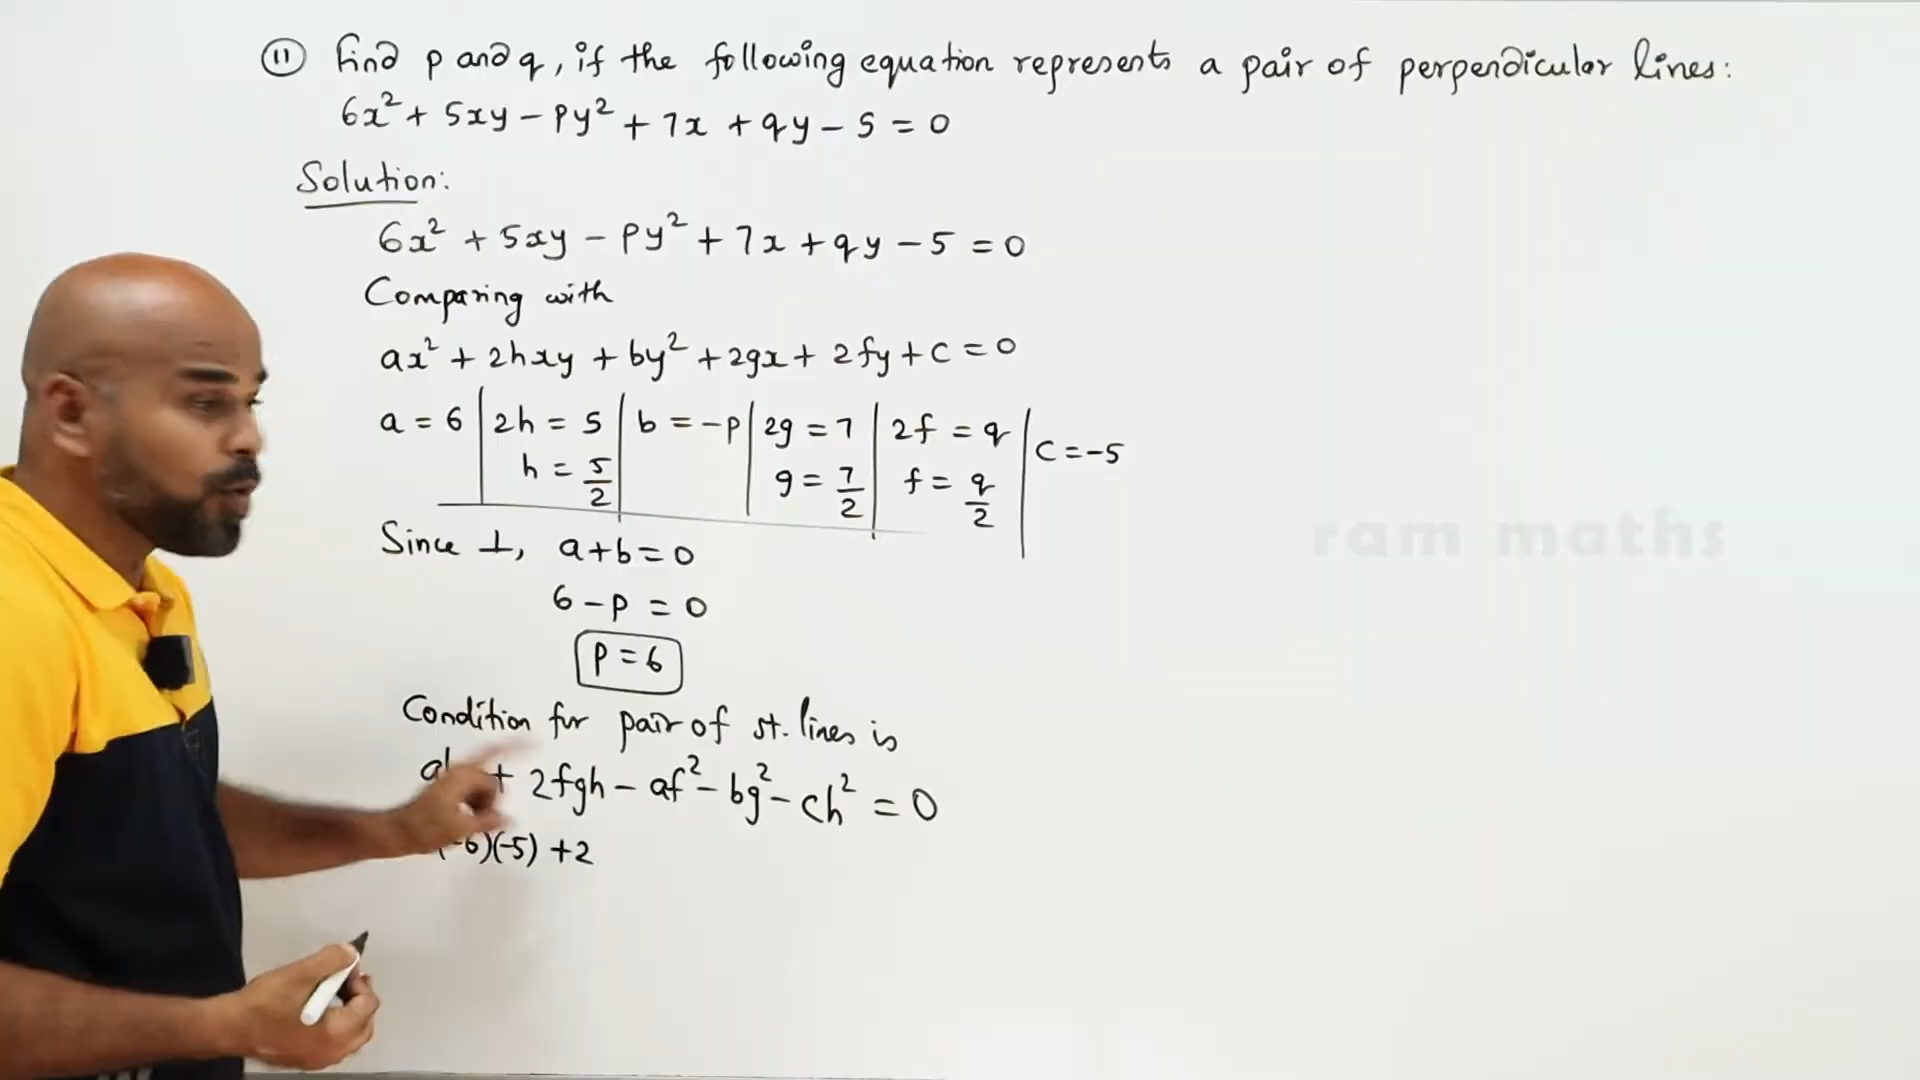 (11) Find p and q, if the following equation represents a pair of perpendicular lines:
6x² + 5xy - py² + 7x + qy - 5 = 0
Solution:
6x² + 5xy - py² + 7x + qy - 5 = 0
Comparing with
ax² + 2hxy + by² + 2gx + 2fy + c = 0
a = 6 | 2h = 5 | b = -p | 2g = 7 | 2f = q | c = -5
h = 5/2 | g = 7/2 | f = q/2
ram maths
Since ⊥, a+b = 0
6 - p = 0
p = 6
Condition for pair of st. lines is
+ 2fgh - af² - bg² - ch² = 0
-6)(-5) + 2